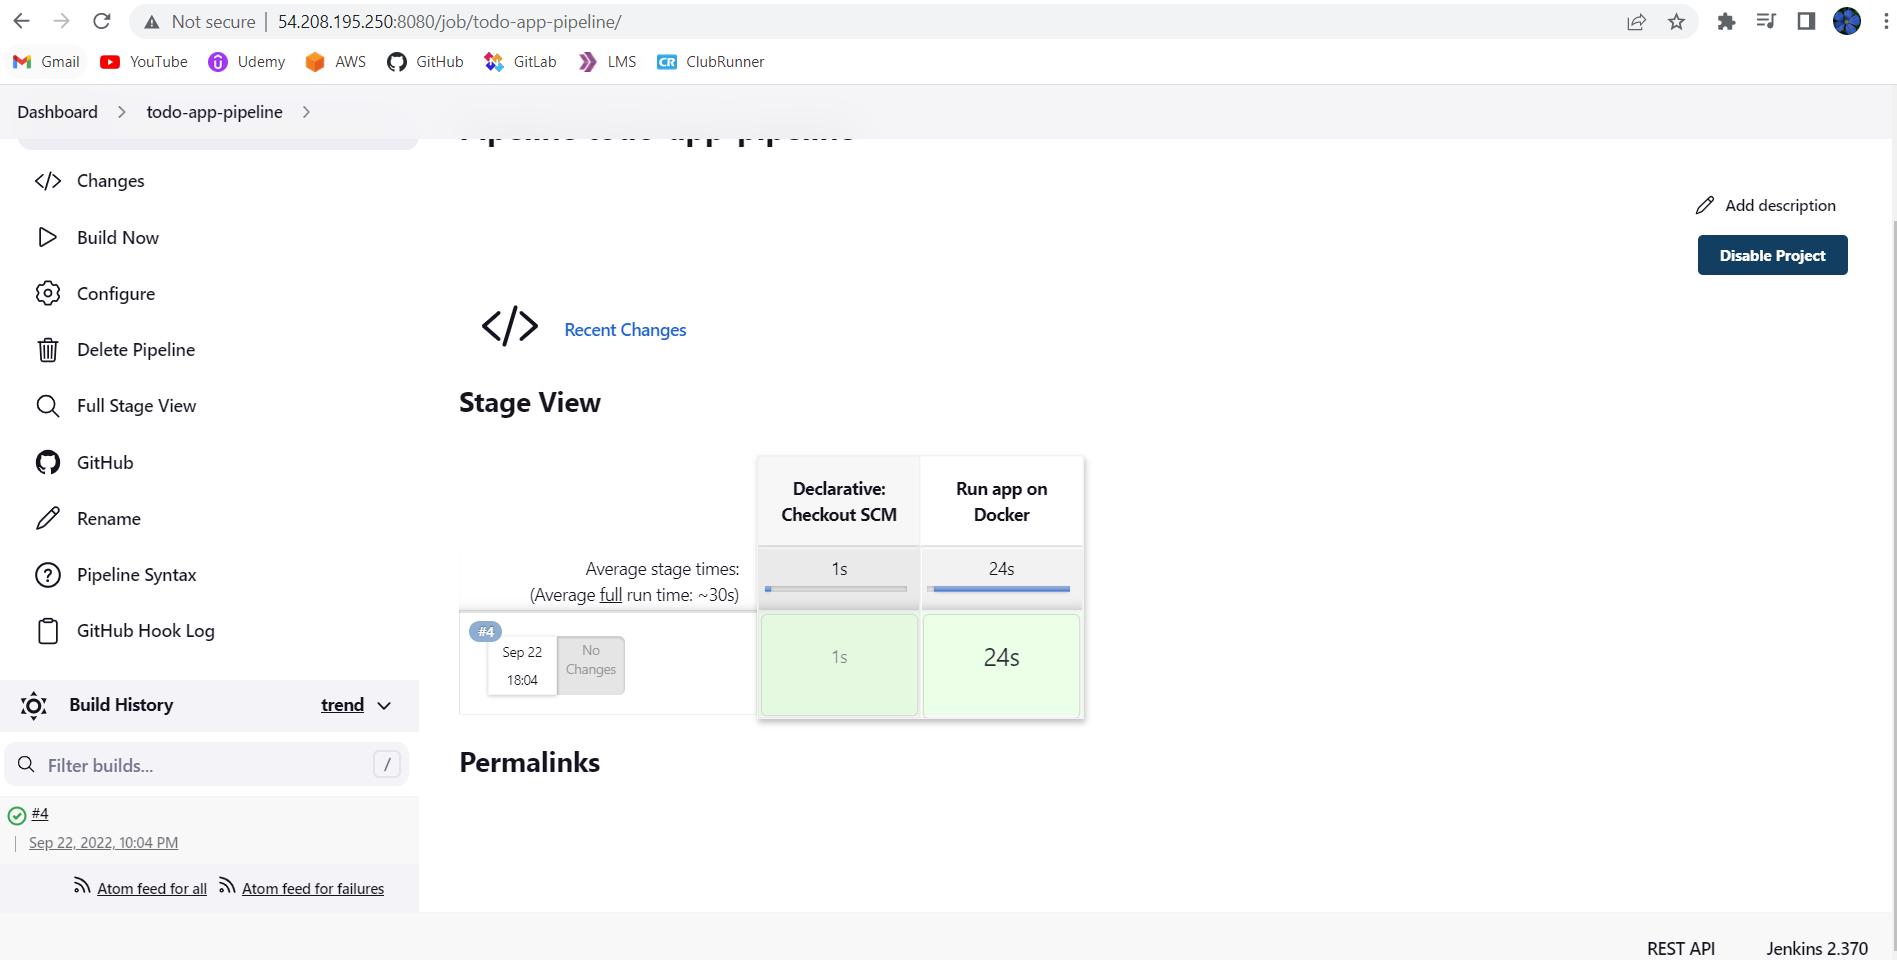 Not secure | 54.208.195.250:8080/job/todo-app-pipeline/
Gmail YouTube Udemy AWS GitHub GitLab LMS CR ClubRunner
Dashboard todo-app-pipeline
Pipeline todo-app-pipeline
Changes
Build Now
Configure
Delete Pipeline
Full Stage View
GitHub
Rename
Pipeline Syntax
GitHub Hook Log
Build History trend
Filter builds... /
#4
Sep 22, 2022, 10:04 PM
Atom feed for all Atom feed for failures
Add description
Disable Project
</> Recent Changes
Stage View
Declarative:
Checkout SCM
Run app on
Docker
Average stage times:
(Average full run time: ~30s)
1s
24s
#4
Sep 22
18:04
No
Changes
1s
24s
Permalinks
REST API Jenkins 2.370